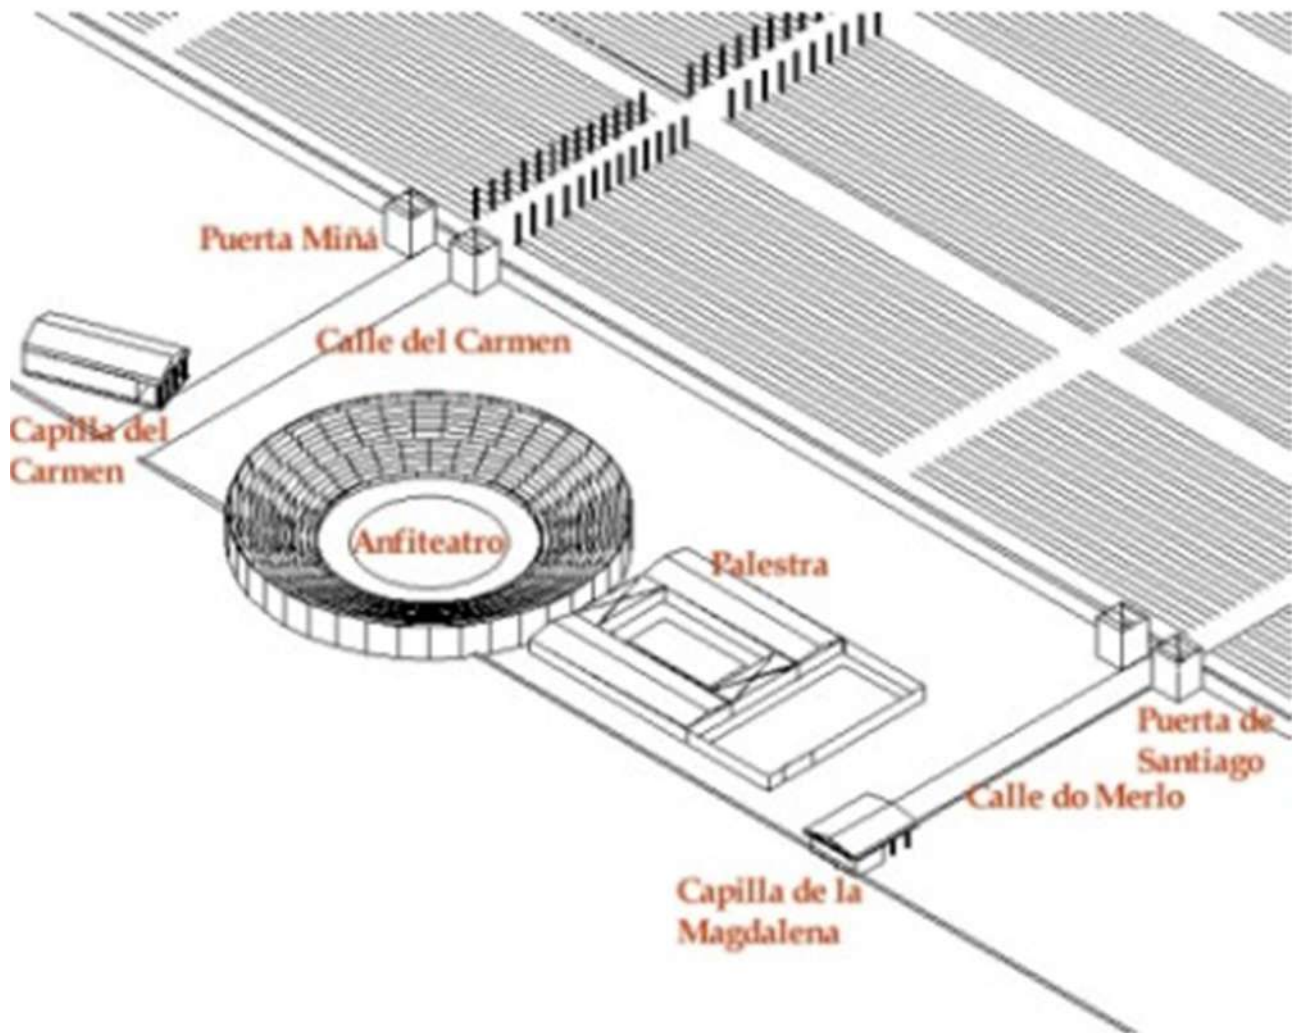 Puerta Miñá
Calle del Carmen
Capilla del
Carmen
Anfiteatro
Palestra
Puerta de
Santiago
Calle do Merlo
Capilla de la
Magdalena